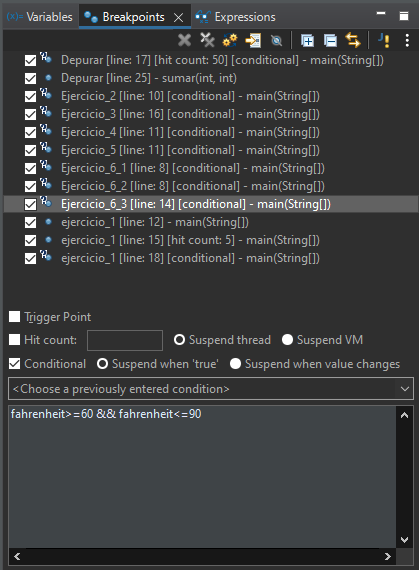 (x)= Variables Breakpoints Expressions
Depurar [line: 17] [hit count: 50] [conditional] - main(String[])
Depurar [line: 25] - sumar(int, int)
Ejercicio_2 [line: 10] [conditional] - main(String[])
Ejercicio_3 [line: 16] [conditional] - main(String[])
Ejercicio_4 [line: 11] [conditional] - main(String[])
Ejercicio_5 [line: 11] [conditional] - main(String[])
Ejercicio_6_1 [line: 8] [conditional] - main(String[])
Ejercicio_6_2 [line: 8] [conditional] - main(String[])
Ejercicio_6_3 [line: 14] [conditional] - main(String[])
ejercicio_1 [line: 12] - main(String[])
ejercicio_1 [line: 15] [hit count: 5] - main(String[])
ejercicio_1 [line: 18] [conditional] - main(String[])
Trigger Point
Hit count: Suspend thread Suspend VM
Conditional Suspend when 'true' Suspend when value changes
<Choose a previously entered condition>
fahrenheit>=60 && fahrenheit<=90